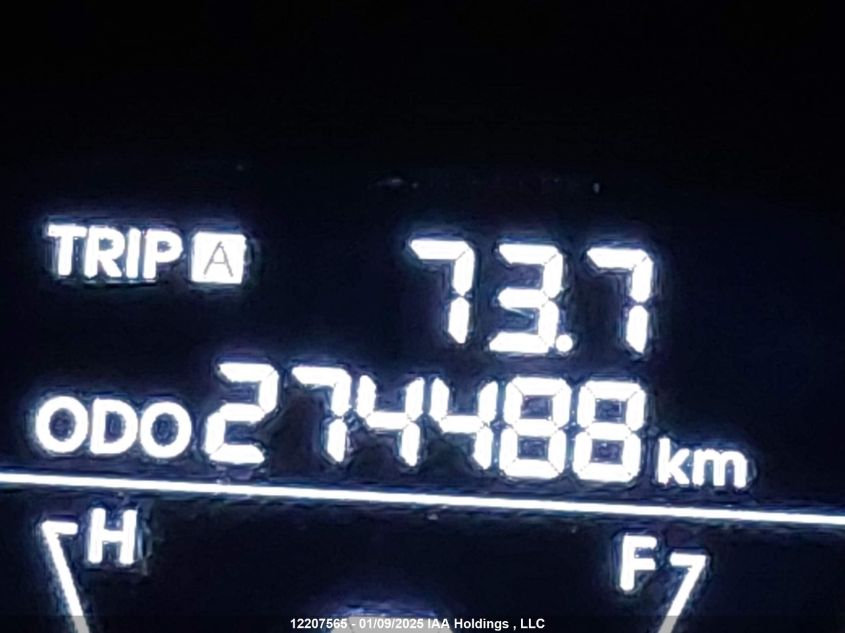 TRIP A 73.7
ODO 274488 km
H F
12207565 - 01/09/2025 IAA Holdings , LLC